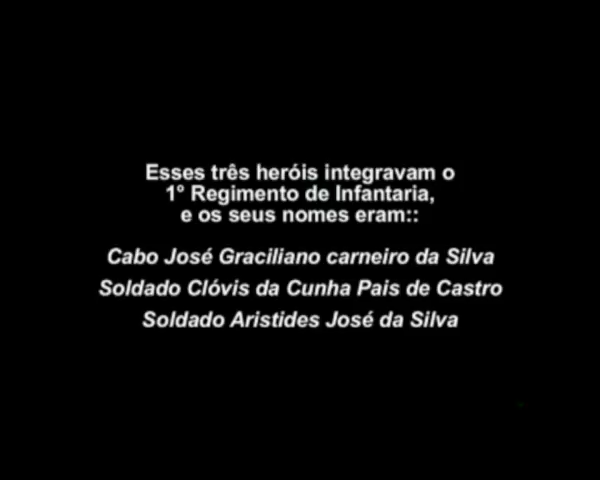 Esses três heróis integravam o
1° Regimento de Infantaria,
e os seus nomes eram::
Cabo José Graciliano carneiro da Silva
Soldado Clóvis da Cunha Pais de Castro
Soldado Aristides José da Silva